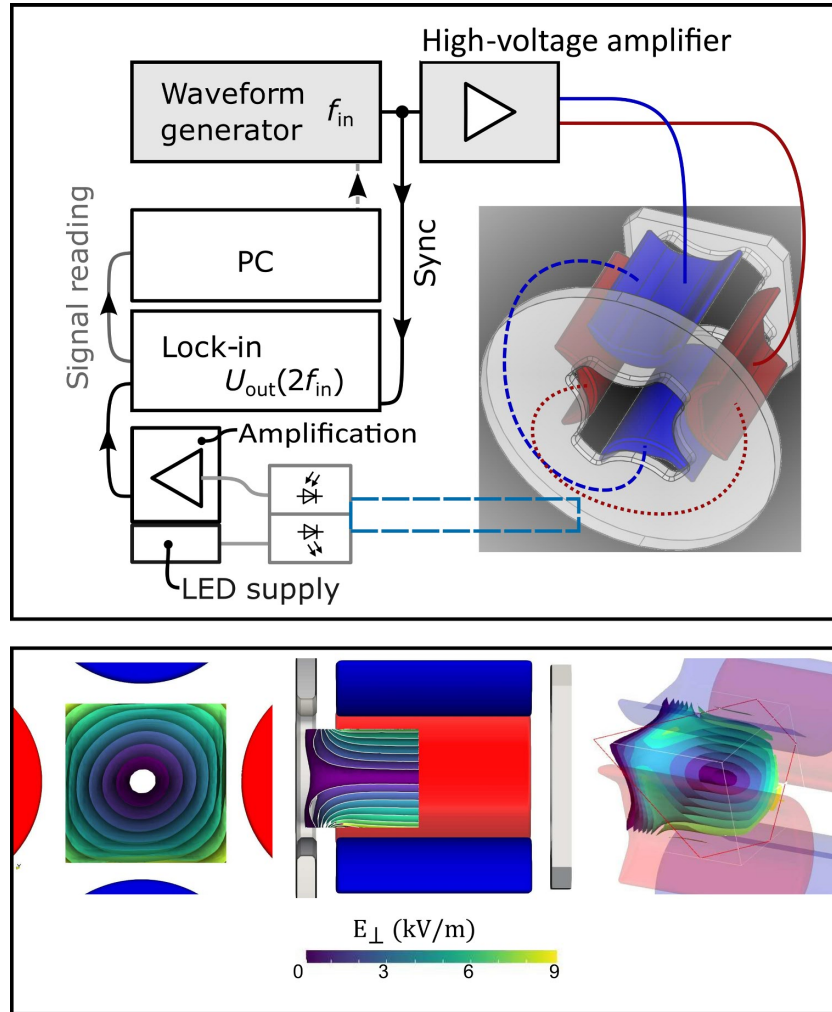 High-voltage amplifier
Waveform
generator f_in
Signal reading
PC
Sync
Lock-in
U_out(2f_in)
Amplification
LED supply
E⊥ (kV/m)
0 3 6 9